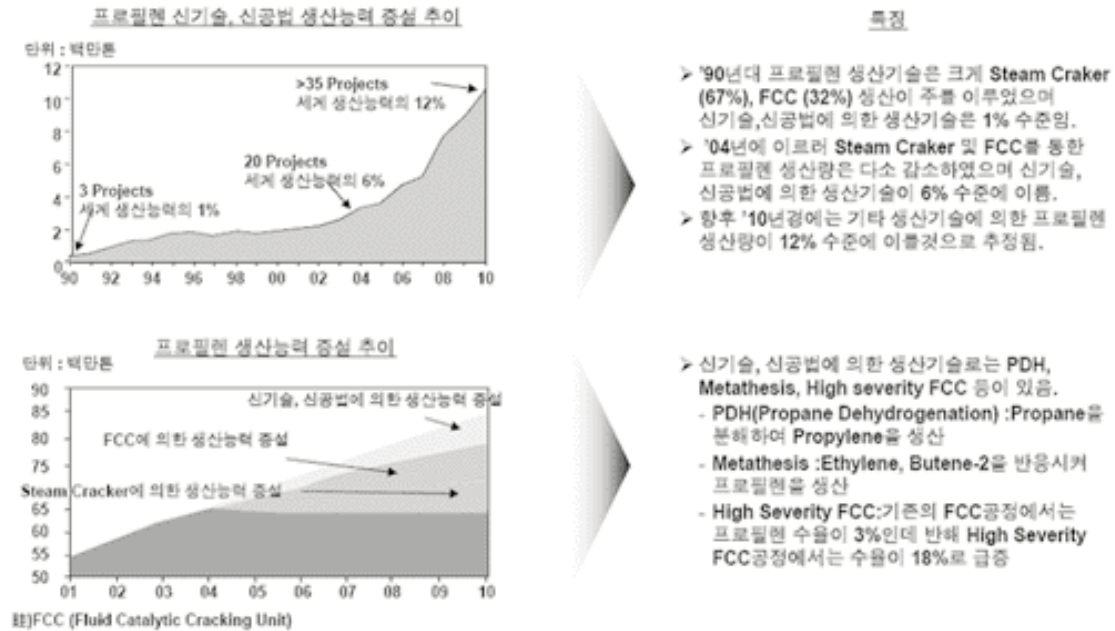 프로필렌 신기술, 신공법 생산능력 증설 추이
단위 : 백만톤
12
10
8
6
4
2
0
>35 Projects
세계 생산능력의 12%
20 Projects
세계 생산능력의 6%
3 Projects
세계 생산능력의 1%
90 92 94 96 98 00 02 04 06 08 10
특징
➢ '90년대 프로필렌 생산기술은 크게 Steam Craker
(67%), FCC (32%) 생산이 주를 이루었으며
신기술,신공법에 의한 생산기술은 1% 수준임.
➢ '04년에 이르러 Steam Craker 및 FCC를 통한
프로필렌 생산량은 다소 감소하였으며 신기술,
신공법에 의한 생산기술이 6% 수준에 이름.
➢ 향후 '10년경에는 기타 생산기술에 의한 프로필렌
생산량이 12% 수준에 이를것으로 추정됨.
프로필렌 생산능력 증설 추이
단위 : 백만톤
90
85
80
75
65
65
60
55
50
신기술, 신공법에 의한 생산능력 증설
FCC에 의한 생산능력 증설
Steam Cracker에 의한 생산능력 증설
01 02 03 04 05 06 07 08 09 10
註)FCC (Fluid Catalytic Cracking Unit)
➢ 신기술, 신공법에 의한 생산기술로는 PDH,
Metathesis, High severity FCC 등이 있음.
- PDH(Propane Dehydrogenation) :Propane을
분해하여 Propylene을 생산
- Metathesis :Ethylene, Butene-2을 반응시켜
프로필렌을 생산
- High Severity FCC:기존의 FCC공정에서는
프로필렌 수율이 3%인데 반해 High Severity
FCC공정에서는 수율이 18%로 급증